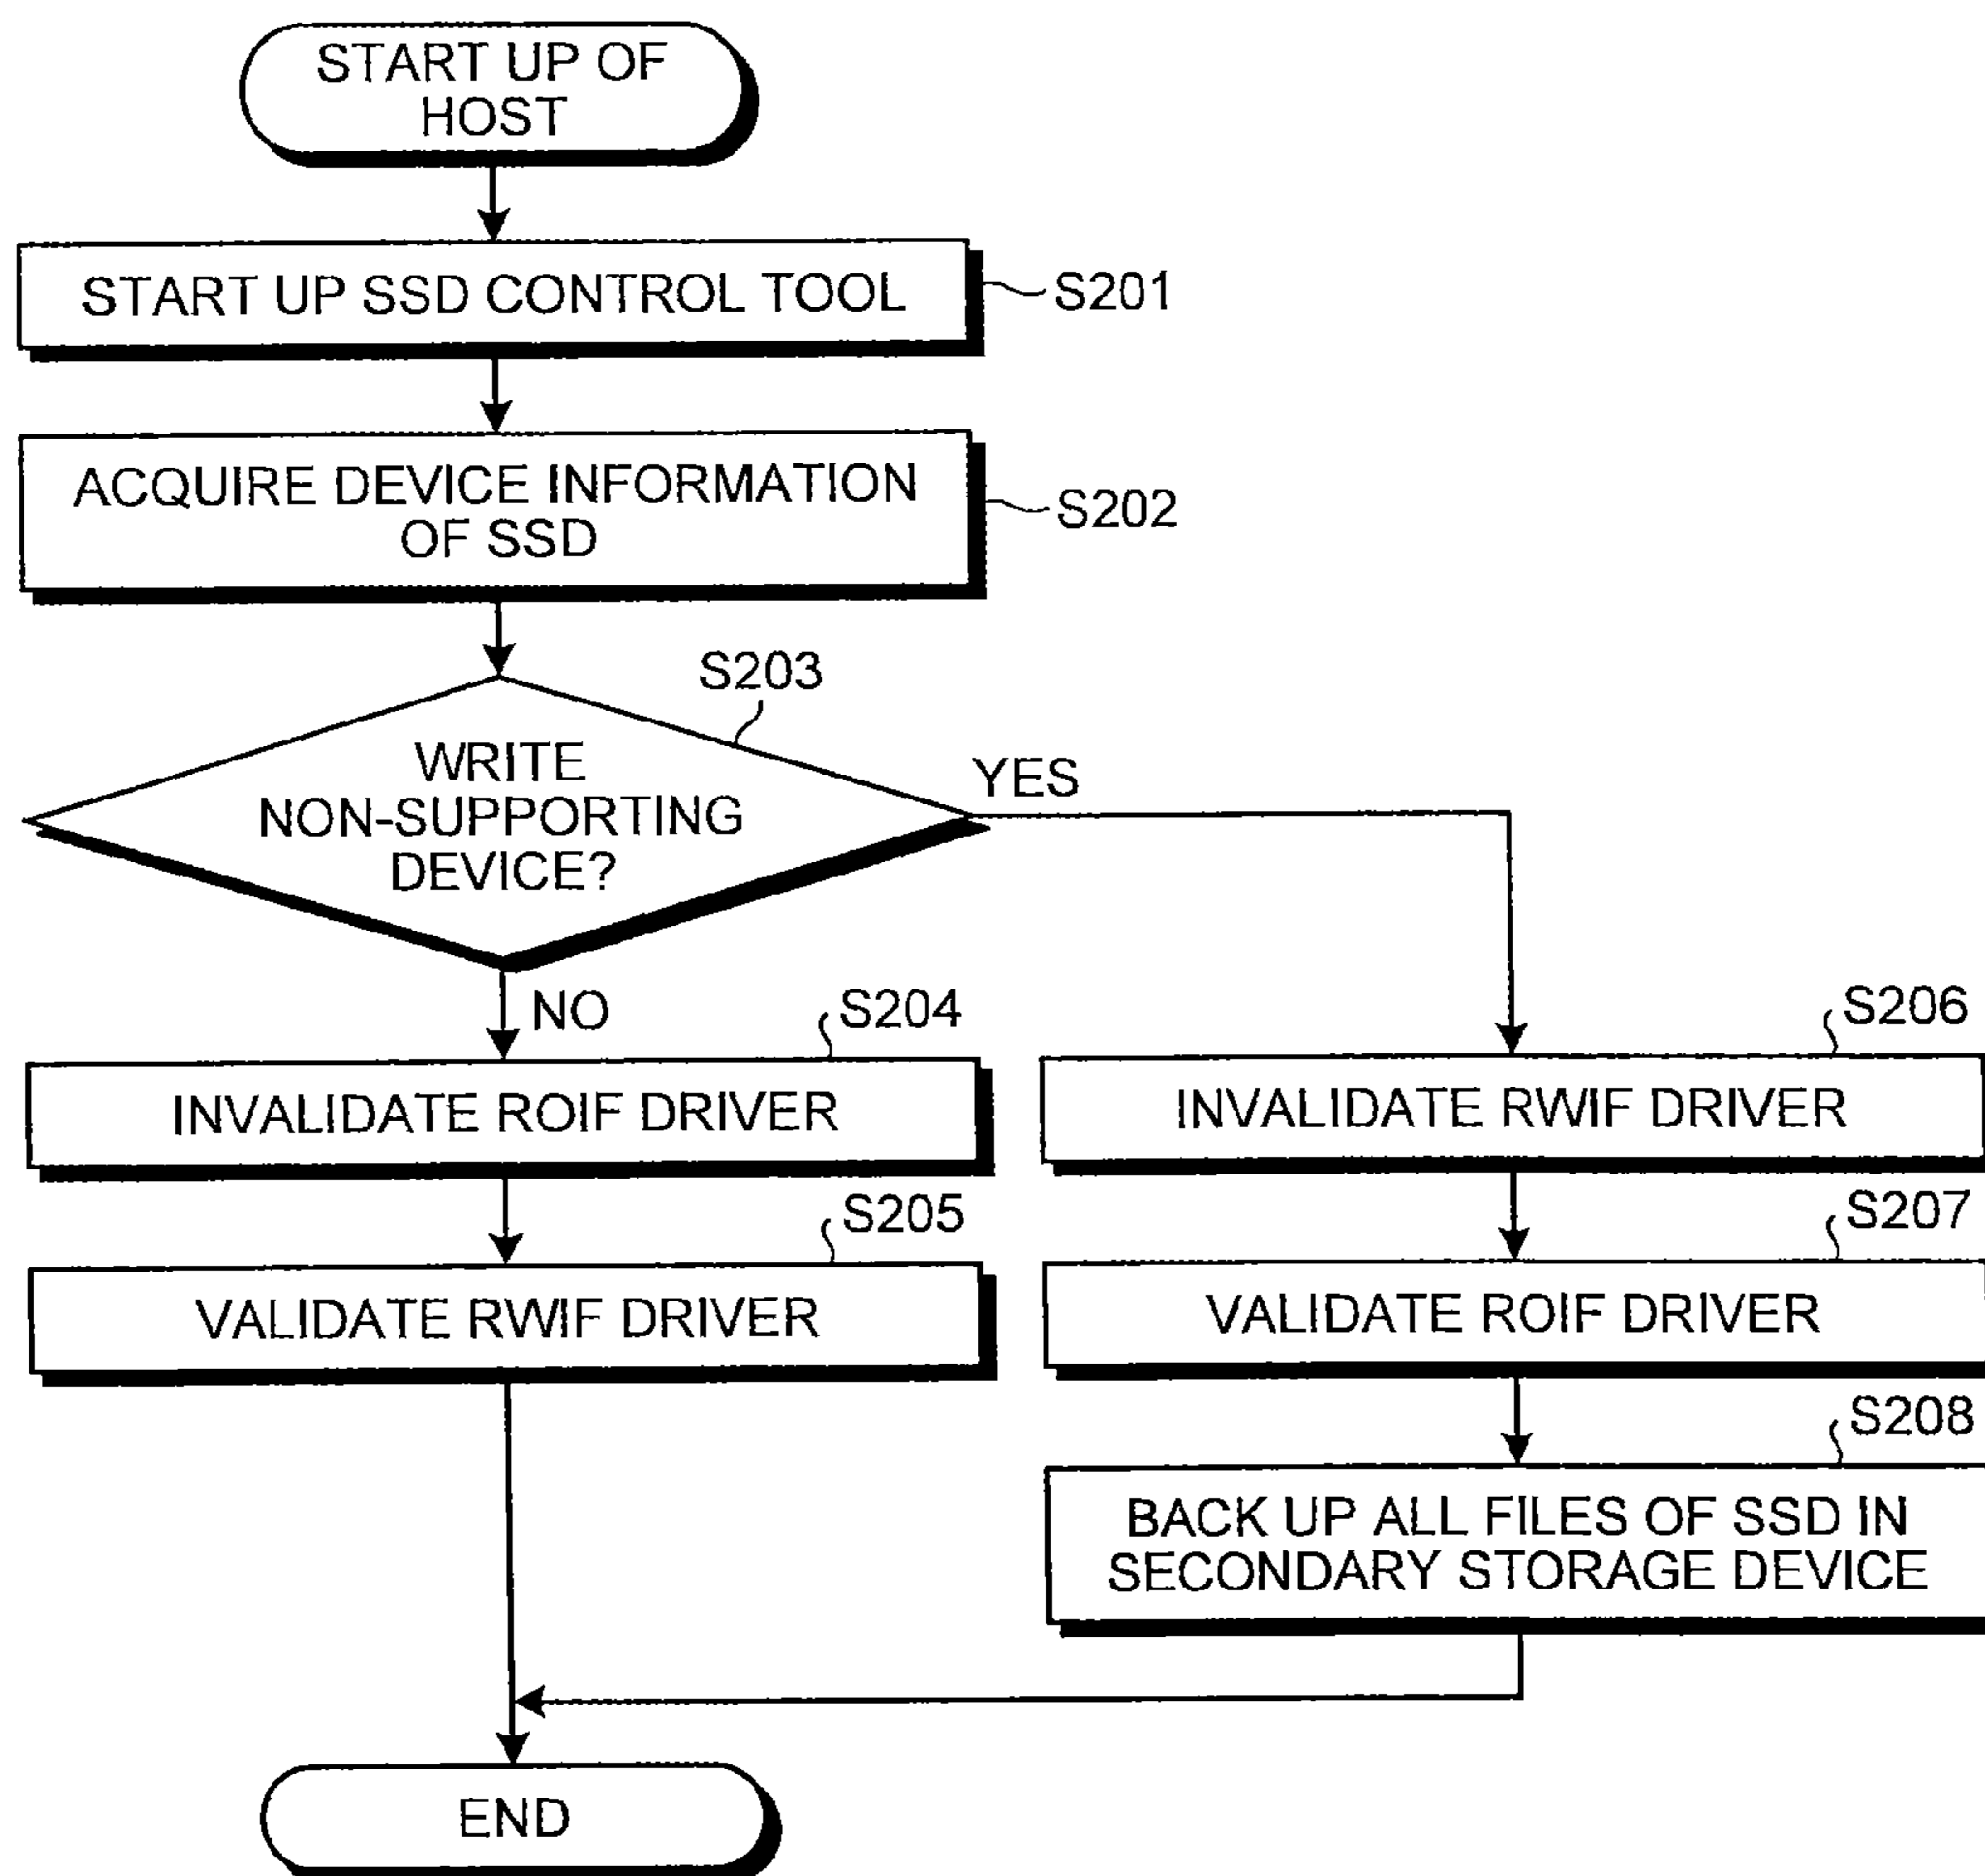 START UP OF
HOST
START UP SSD CONTROL TOOL
S201
ACQUIRE DEVICE INFORMATION
OF SSD
S202
S203
WRITE
NON-SUPPORTING
DEVICE?
YES
NO
S204
INVALIDATE ROIF DRIVER
S205
VALIDATE RWIF DRIVER
S206
INVALIDATE RWIF DRIVER
S207
VALIDATE ROIF DRIVER
S208
BACK UP ALL FILES OF SSD IN
SECONDARY STORAGE DEVICE
END